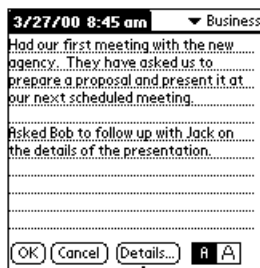 3/27/00 8:45 am ▼ Business
Had our first meeting with the new
agency. They have asked us to
prepare a proposal and present it at
our next scheduled meeting.
Asked Bob to follow up with Jack on
the details of the presentation.
OK Cancel Details... A A